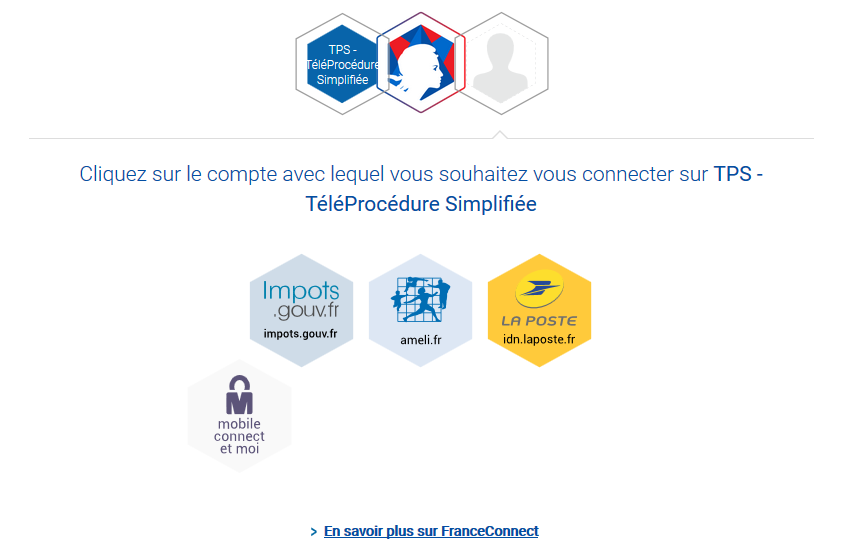 TPS -
TéléProcédure
Simplifiée
Cliquez sur le compte avec lequel vous souhaitez vous connecter sur TPS -
TéléProcédure Simplifiée
Impots
.gouv.fr
impots.gouv.fr
ameli.fr
LA POSTE
idn.laposte.fr
M
mobile
connect
et moi
> En savoir plus sur FranceConnect